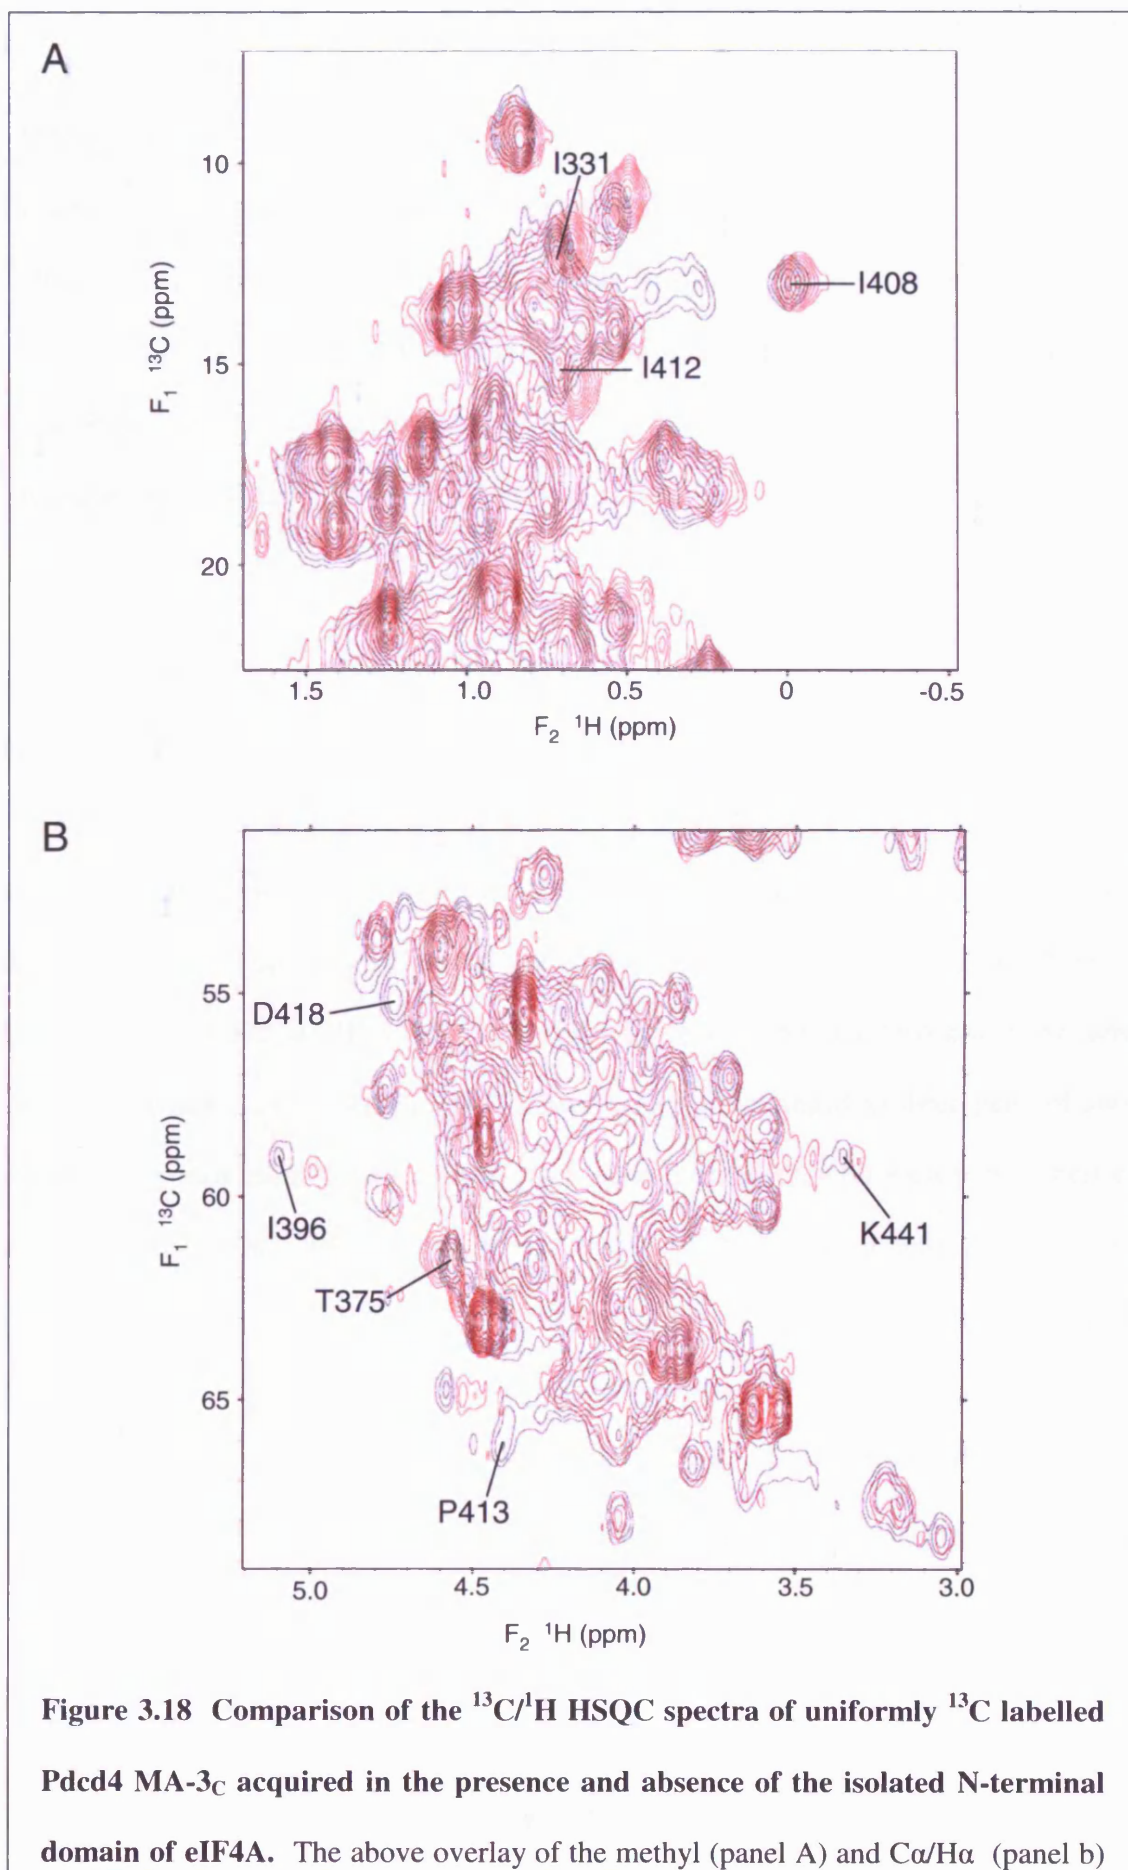 A
I331
10
I408
I412
15
20
F₁ ¹³C (ppm)
1.5 1.0 0.5 0 -0.5
F₂ ¹H (ppm)
B
55
D418
60
I396
K441
T375
65
P413
F₁ ¹³C (ppm)
5.0 4.5 4.0 3.5 3.0
F₂ ¹H (ppm)
Figure 3.18 Comparison of the ¹³C/¹H HSQC spectra of uniformly ¹³C labelled
Pdcd4 MA-3C acquired in the presence and absence of the isolated N-terminal
domain of eIF4A. The above overlay of the methyl (panel A) and Cα/Hα (panel b)